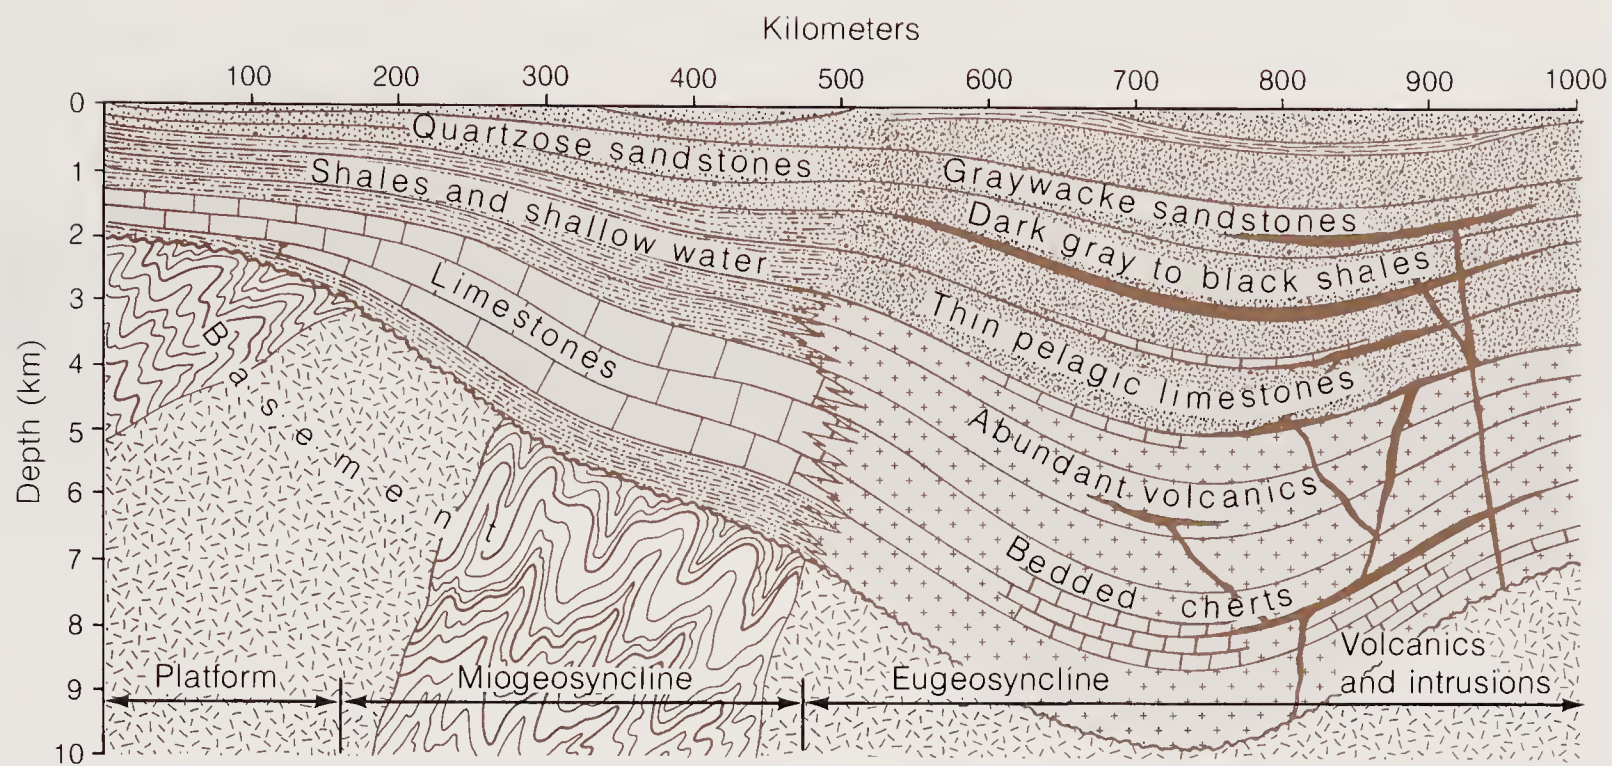 Kilometers
100 200 300 400 500 600 700 800 900 1000
Depth (km)
0
1
2
3
4
5
6
7
8
9
10
Quartzose sandstones
Shales and shallow water
Limestones
Basement
Graywacke sandstones
Dark gray to black shales
Thin pelagic limestones
Abundant volcanics
Bedded cherts
Volcanics
and intrusions
Platform
Miogeosyncline
Eugeosyncline